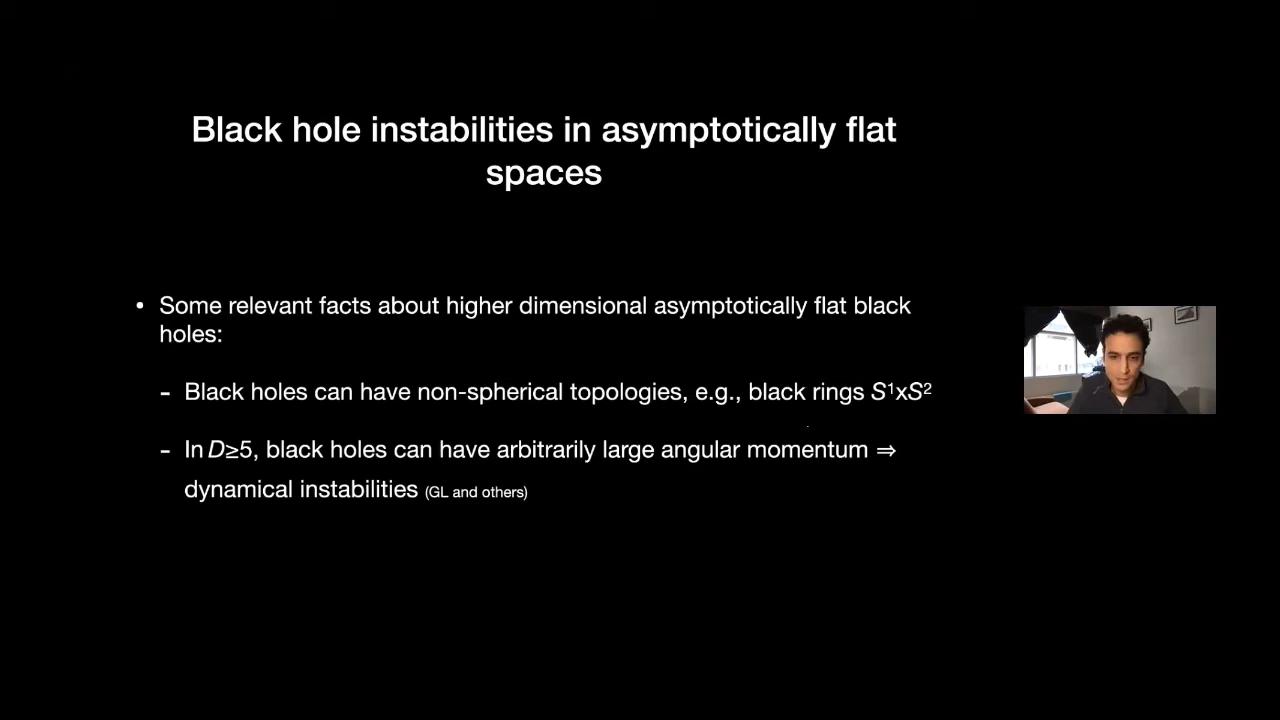 Black hole instabilities in asymptotically flat
spaces
• Some relevant facts about higher dimensional asymptotically flat black
holes:
- Black holes can have non-spherical topologies, e.g., black rings S¹xS²
- In D≥5, black holes can have arbitrarily large angular momentum ⇒
dynamical instabilities (GL and others)